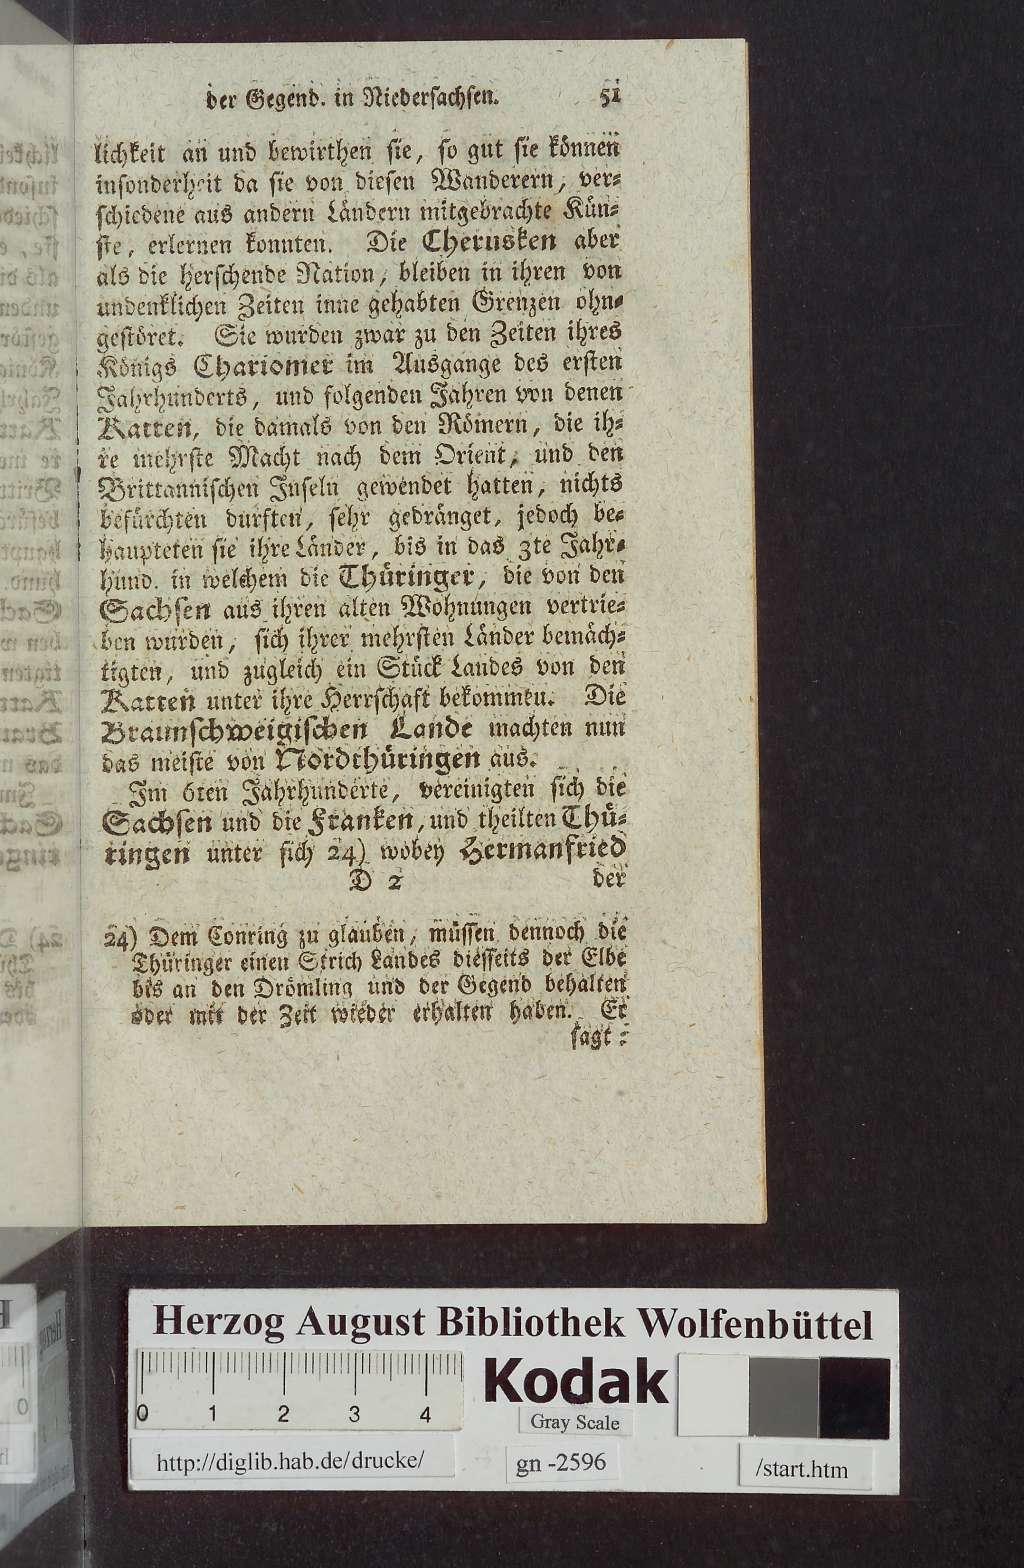 der Gegend. in Niedersachsen. 51
lichkeit an und bewirthen sie, so gut sie können
insonderheit da sie von diesen Wanderern, ver-
schiedene aus andern Ländern mitgebrachte Kün-
ste, erlernen konnten. Die Cherusken aber
als die herschende Nation, bleiben in ihren von
undenklichen Zeiten inne gehabten Grenzen ohn-
gestöret. Sie wurden zwar zu den Zeiten ihres
Königs Chariomer im Ausgange des ersten
Jahrhunderts, und folgenden Jahren von denen
Katten, die damals von den Römern, die ih-
re mehrste Macht nach dem Orient, und den
Brittannischen Inseln gewendet hatten, nichts
befürchten durften, sehr gedränget, jedoch be-
haupteten sie ihre Länder, bis in das 3te Jahr-
hund. in welchem die Thüringer, die von den
Sachsen aus ihren alten Wohnungen vertrie-
ben wurden, sich ihrer mehrsten Länder bemäch-
tigten, und zugleich ein Stück Landes von den
Katten unter ihre Herrschaft bekommen. Die
Braunschweigischen Lande machten nun
das meiste von Nordthüringen aus.
Im 6ten Jahrhunderte, vereinigten sich die
Sachsen und die Franken, und theilten Thü-
ringen unter sich 24) wobey Hermanfried
D 2 der
24) Dem Conring zu glauben, müssen dennoch die
Thüringer einen Strich Landes diesseits der Elbe
bis an den Drömling und der Gegend behalten
oder mit der Zeit wieder erhalten haben. Er
sagt:
Herzog August Bibliothek Wolfenbüttel
0 1 2 3 4
Kodak
Gray Scale
http://diglib.hab.de/drucke/
gn -2596
/start.htm